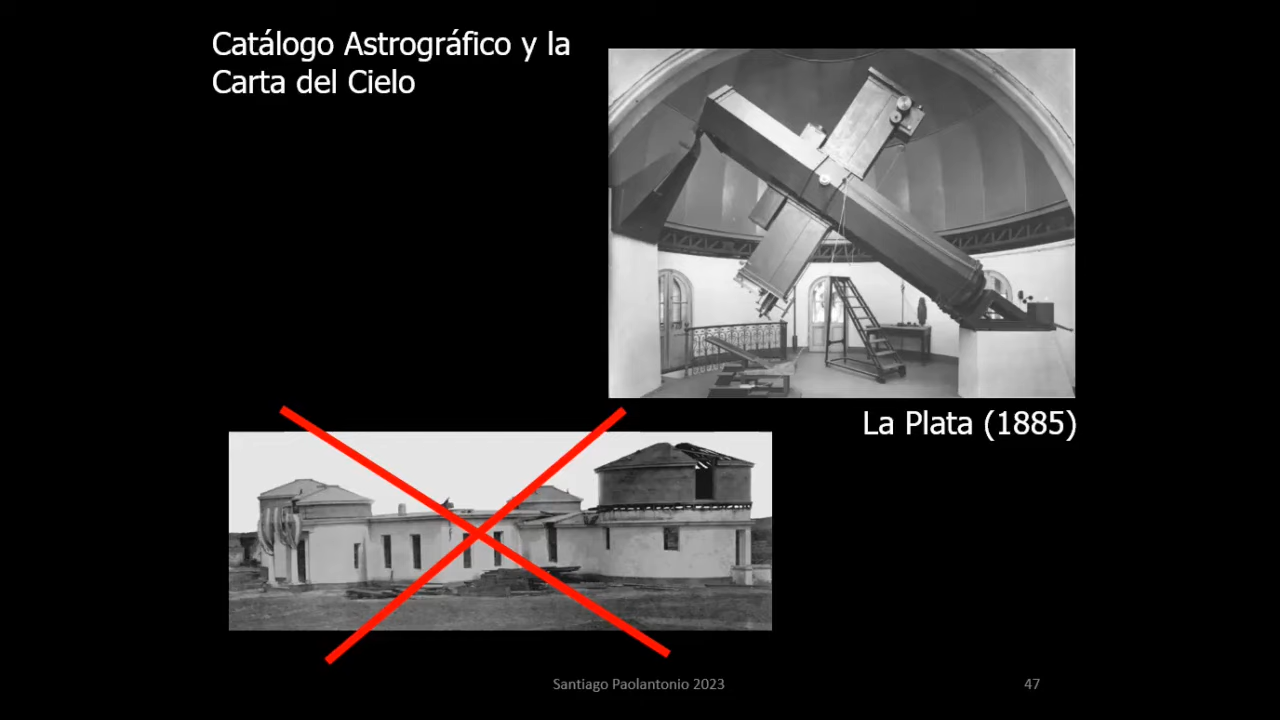 Catálogo Astrográfico y la
Carta del Cielo
La Plata (1885)
Santiago Paolantonio 2023
47